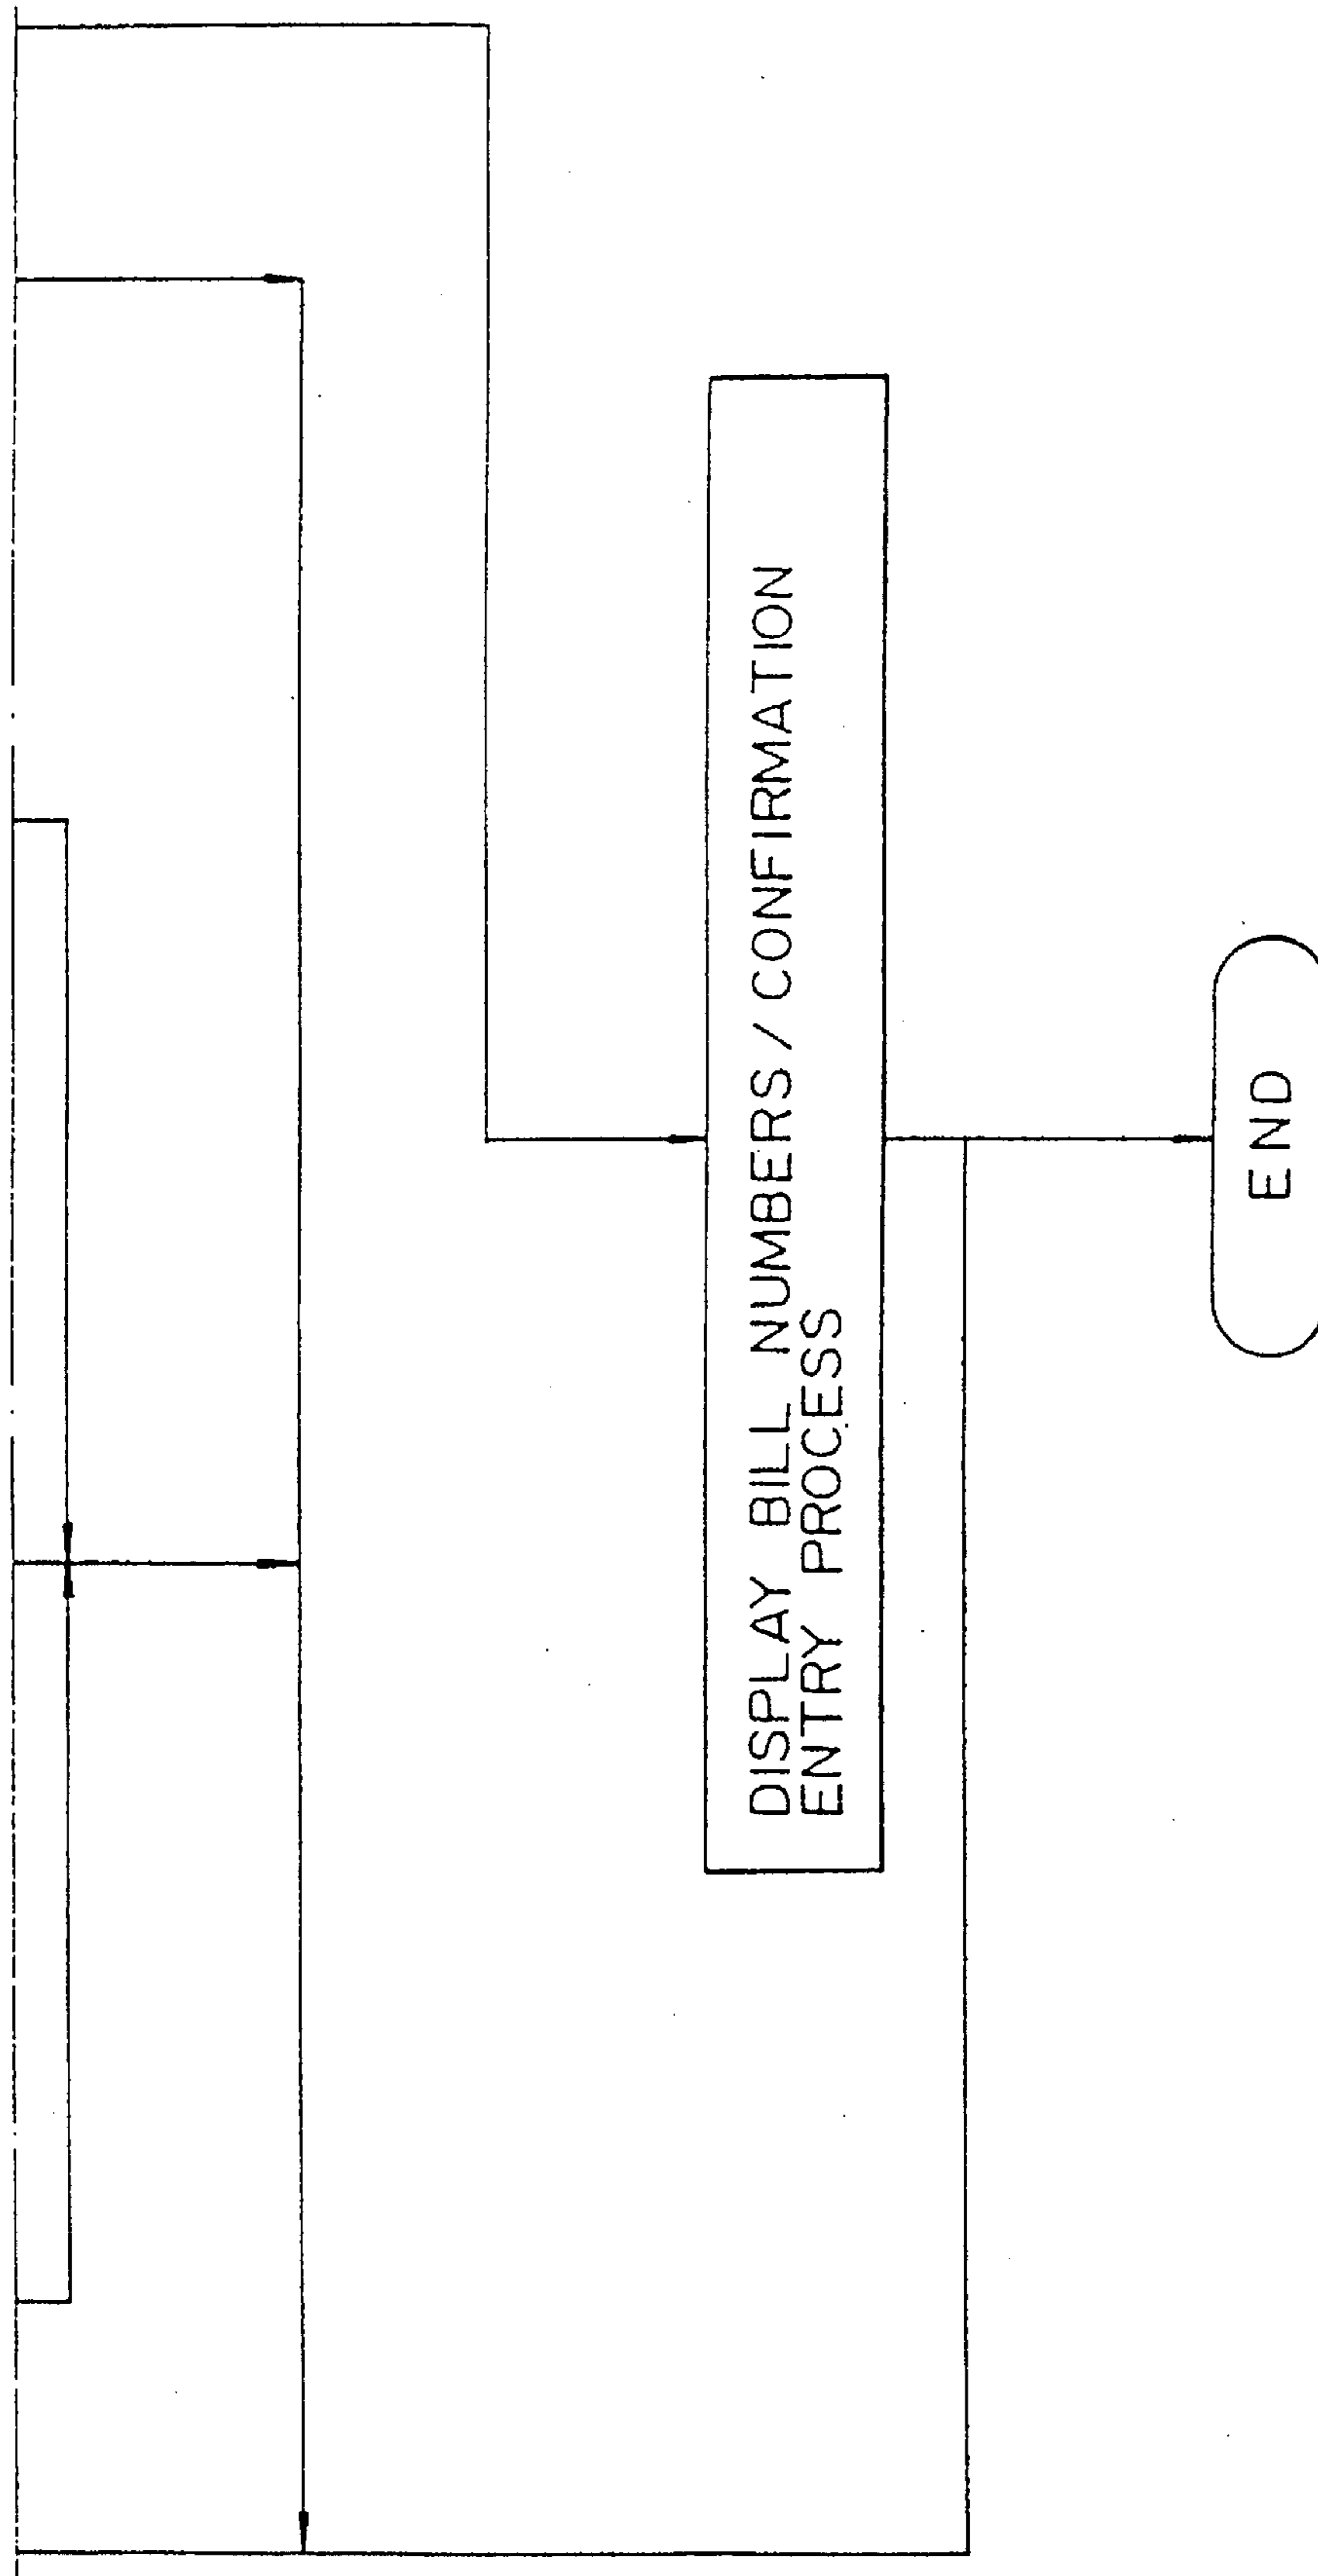 DISPLAY BILL NUMBERS / CONFIRMATION
ENTRY PROCESS
END